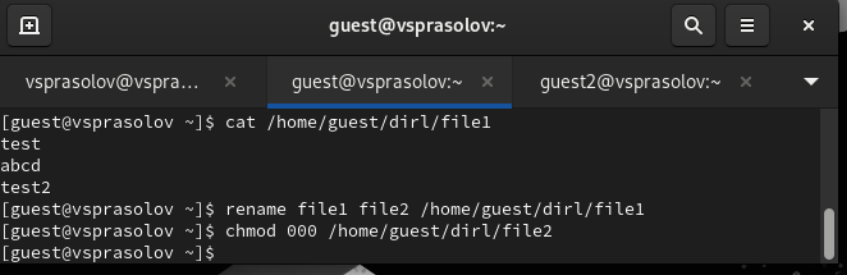 guest@vsprasolov:~
vsprasolov@vspra... guest@vsprasolov:~ guest2@vsprasolov:~
[guest@vsprasolov ~]$ cat /home/guest/dirl/file1
test
abcd
test2
[guest@vsprasolov ~]$ rename file1 file2 /home/guest/dirl/file1
[guest@vsprasolov ~]$ chmod 000 /home/guest/dirl/file2
[guest@vsprasolov ~]$